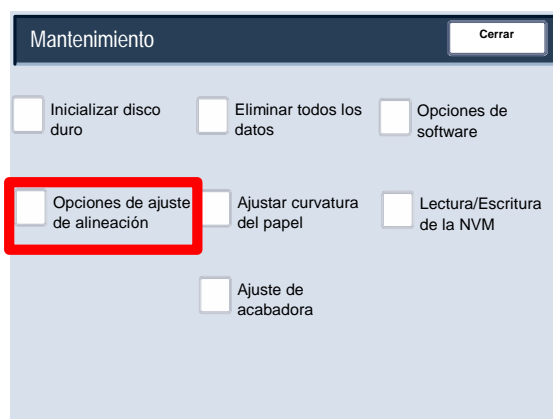 Mantenimiento
Cerrar
Inicializar disco
duro
Eliminar todos los
datos
Opciones de
software
Opciones de ajuste
de alineación
Ajustar curvatura
del papel
Lectura/Escritura
de la NVM
Ajuste de
acabadora